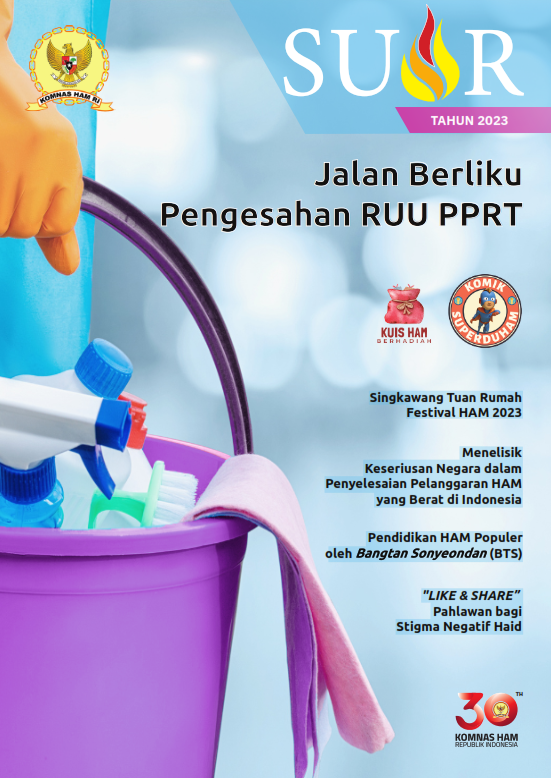 KOMNAS HAM RI
SUAR
TAHUN 2023
Jalan Berliku
Pengesahan RUU PPRT
KUIS HAM
BERHADIAH
KOMIK
SUPERDUHAM
Singkawang Tuan Rumah
Festival HAM 2023
Menelisik
Keseriusan Negara dalam
Penyelesaian Pelanggaran HAM
yang Berat di Indonesia
Pendidikan HAM Populer
oleh Bangtan Sonyeondan (BTS)
"LIKE & SHARE”
Pahlawan bagi
Stigma Negatif Haid
30TH
KOMNAS HAM
REPUBLIK INDONESIA